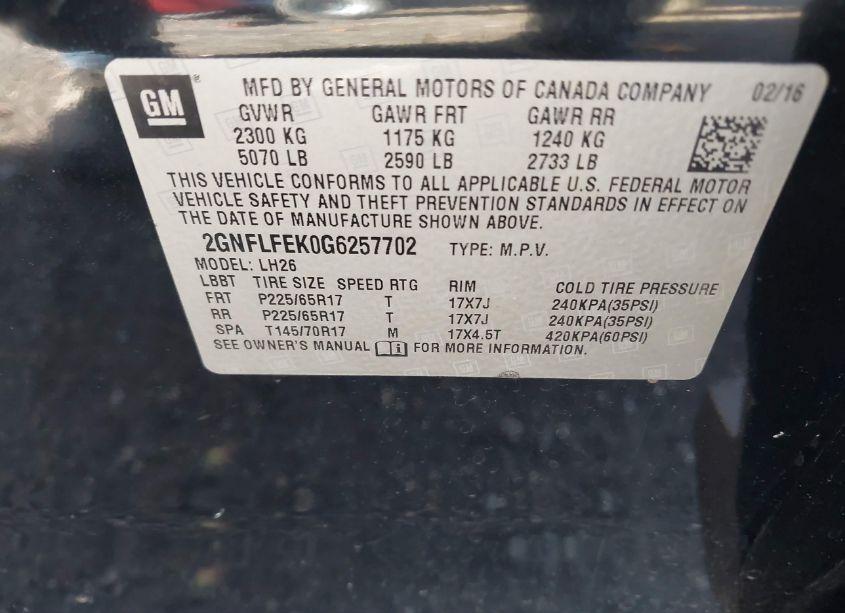 GM
MFD BY GENERAL MOTORS OF CANADA COMPANY 02/16
GVWR GAWR FRT GAWR RR
2300 KG 1175 KG 1240 KG
5070 LB 2590 LB 2733 LB
THIS VEHICLE CONFORMS TO ALL APPLICABLE U.S. FEDERAL MOTOR
VEHICLE SAFETY AND THEFT PREVENTION STANDARDS IN EFFECT ON
THE DATE OF MANUFACTURE SHOWN ABOVE.
2GNFLFEK0G6257702 TYPE: M.P.V.
MODEL: LH26
LBBT TIRE SIZE SPEED RTG RIM COLD TIRE PRESSURE
FRT P225/65R17 T 17X7J 240KPA(35PSI)
RR P225/65R17 T 17X7J 240KPA(35PSI)
SPA T145/70R17 M 17X4.5T 420KPA(60PSI)
SEE OWNER'S MANUAL FOR MORE INFORMATION.